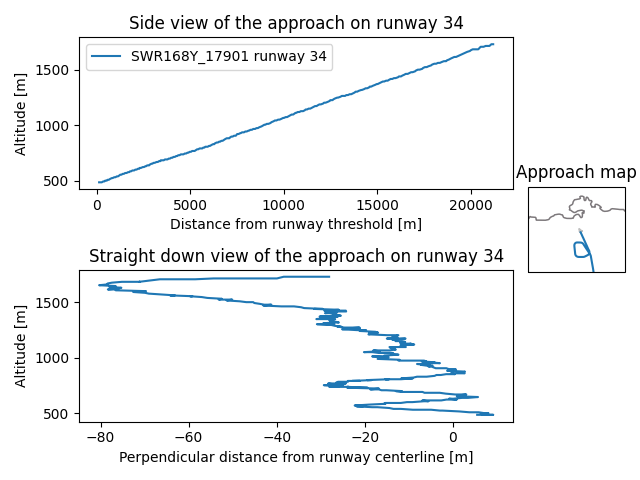 Side view of the approach on runway 34
SWR168Y_17901 runway 34
Altitude [m]
1500
1000
500
0
5000
10000
15000
20000
Distance from runway threshold [m]
Approach map
Straight down view of the approach on runway 34
Altitude [m]
1500
1000
500
−80
−60
−40
−20
0
Perpendicular distance from runway centerline [m]